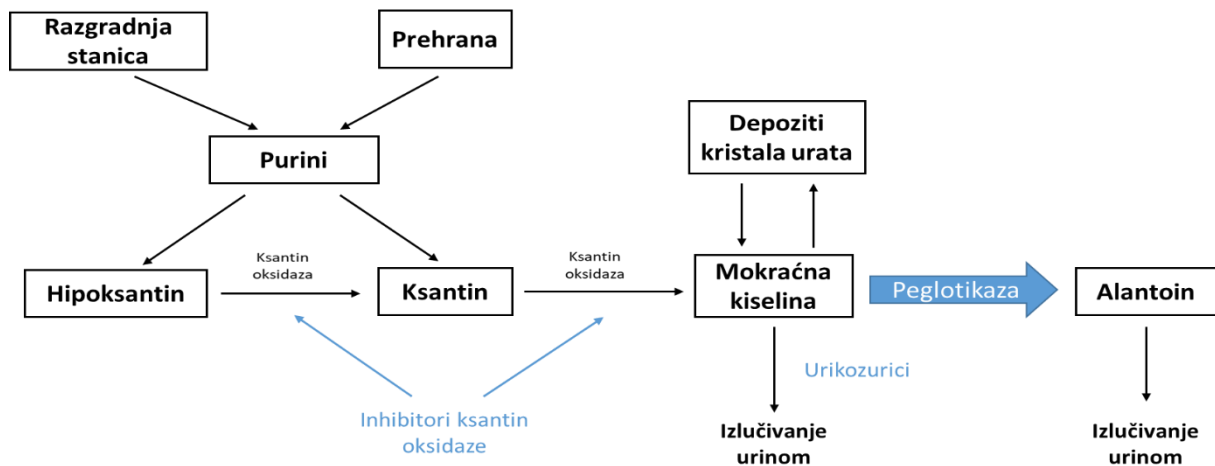 Razgradnja
stanica
Prehrana
Purini
Depoziti
kristala urata
Hipoksantin
Ksantin
oksidaza
Ksantin
Ksantin
oksidaza
Mokraćna
kiselina
Peglotikaza
Alantoin
Urikozurici
Inhibitori ksantin
oksidaze
Izlučivanje
urinom
Izlučivanje
urinom